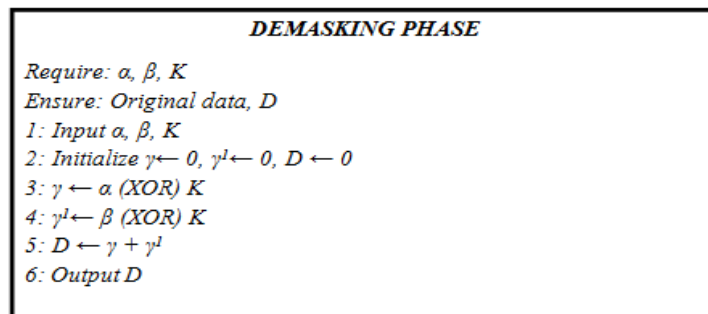 DEMASKING PHASE
Require: α, β, K
Ensure: Original data, D
1: Input α, β, K
2: Initialize γ← 0, γ¹← 0, D ← 0
3: γ ← α (XOR) K
4: γ¹← β (XOR) K
5: D ← γ + γ¹
6: Output D